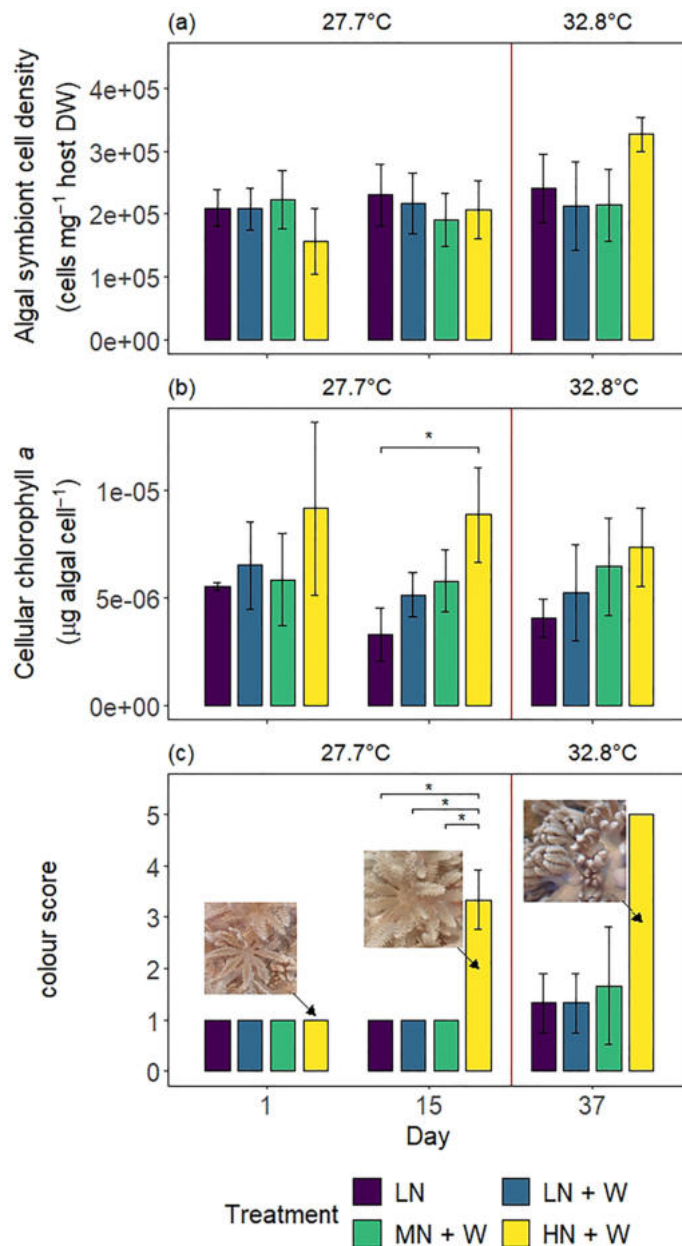 (a) 27.7°C 32.8°C
Algal symbiont cell density
(cells mg⁻¹ host DW)
4e+05
3e+05
2e+05
1e+05
0e+00
(b) 27.7°C 32.8°C
Cellular chlorophyll a
(µg algal cell⁻¹)
1e-05
5e-06
0e+00
*
(c) 27.7°C 32.8°C
colour score
5
4
3
2
1
0
*
*
*
1 15 37
Day
Treatment
LN LN + W
MN + W HN + W